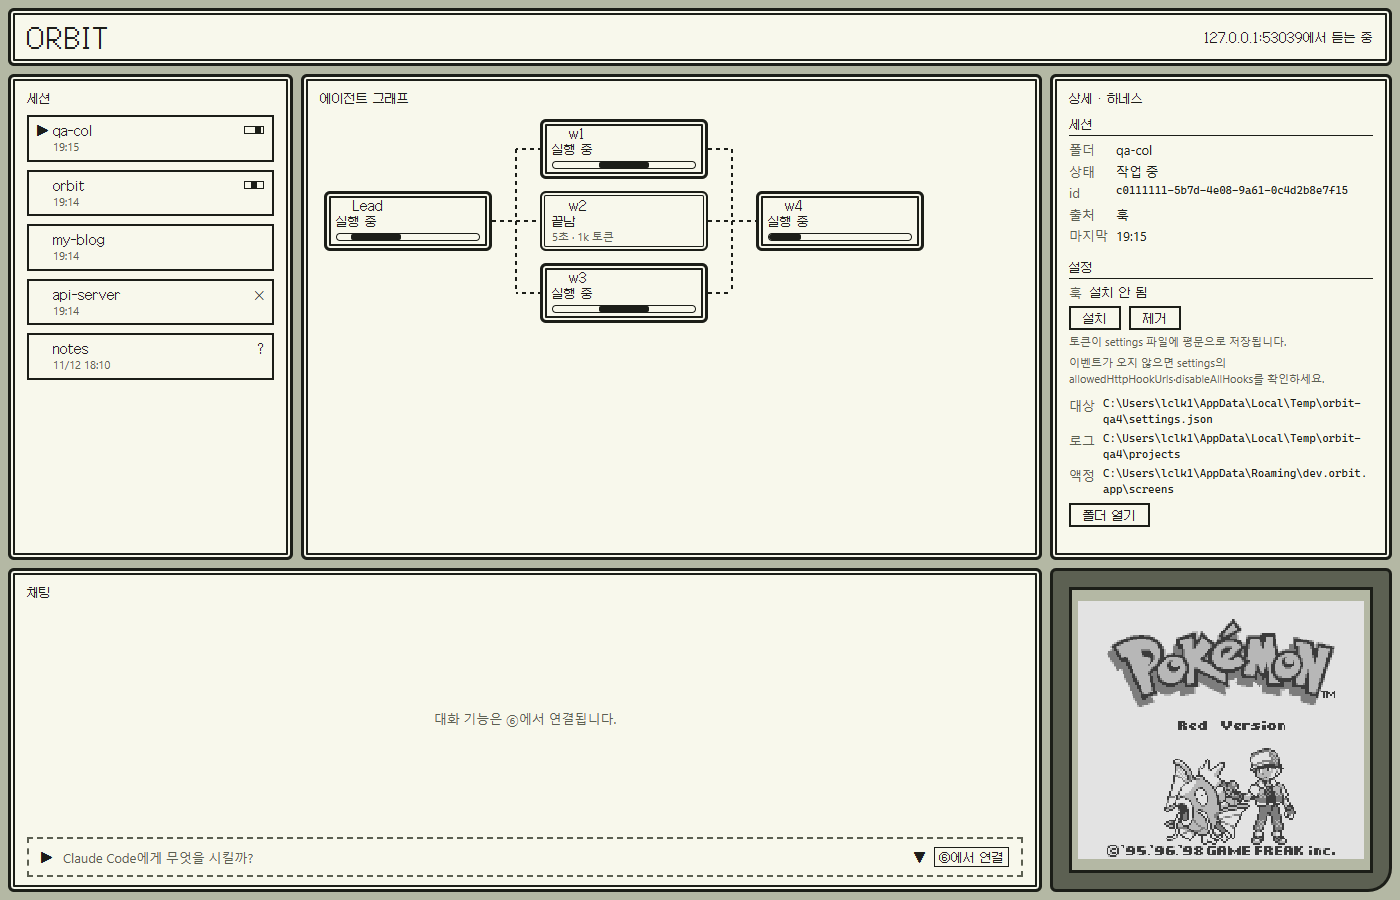 ORBIT
127.0.0.1:53039에서 듣는 중
세션
▶ qa-col
19:15
orbit
19:14
my-blog
19:14
api-server ×
19:14
notes ?
11/12 18:10
에이전트 그래프
Lead
실행 중
w1
실행 중
w2
끝남
5초 · 1k 토큰
w3
실행 중
w4
실행 중
상세 · 하네스
세션
폴더 qa-col
상태 작업 중
id c0111111-5b7d-4e08-9a61-0c4d2b8e7f15
출처 훅
마지막 19:15
설정
훅 설치 안 됨
설치 제거
토큰이 settings 파일에 평문으로 저장됩니다.
이벤트가 오지 않으면 settings의
allowedHttpHookUrls·disableAllHooks를 확인하세요.
대상 C:\Users\lclk1\AppData\Local\Temp\orbit-
qa4\settings.json
로그 C:\Users\lclk1\AppData\Local\Temp\orbit-
qa4\projects
액정 C:\Users\lclk1\AppData\Roaming\dev.orbit.
app\screens
폴더 열기
채팅
대화 기능은 ⑥에서 연결됩니다.
▶ Claude Code에게 무엇을 시킬까? ▼ ⑥에서 연결
POKéMON TM
Red Version
©'95.'96.'98 GAME FREAK inc.